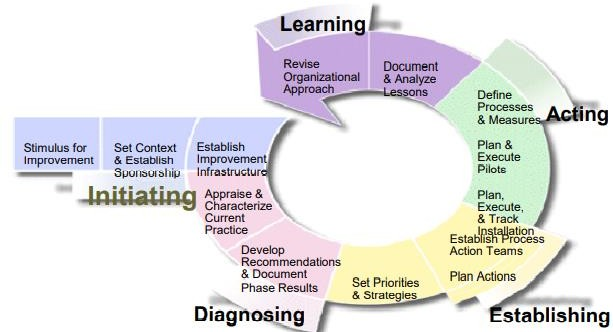 Learning
Revise
Organizational
Approach
Document
& Analyze
Lessons
Define
Processes
& Measures
Acting
Plan &
Execute
Pilots
Plan,
Execute,
& Track
Installation
Stimulus for
Improvement
Set Context
& Establish
Sponsorship
Establish
Improvement
Infrastructure
Initiating
Appraise &
Characterize
Current
Practice
Develop
Recommendations
& Document
Phase Results
Diagnosing
Set Priorities
& Strategies
Establish Process
Action Teams
Plan Actions
Establishing